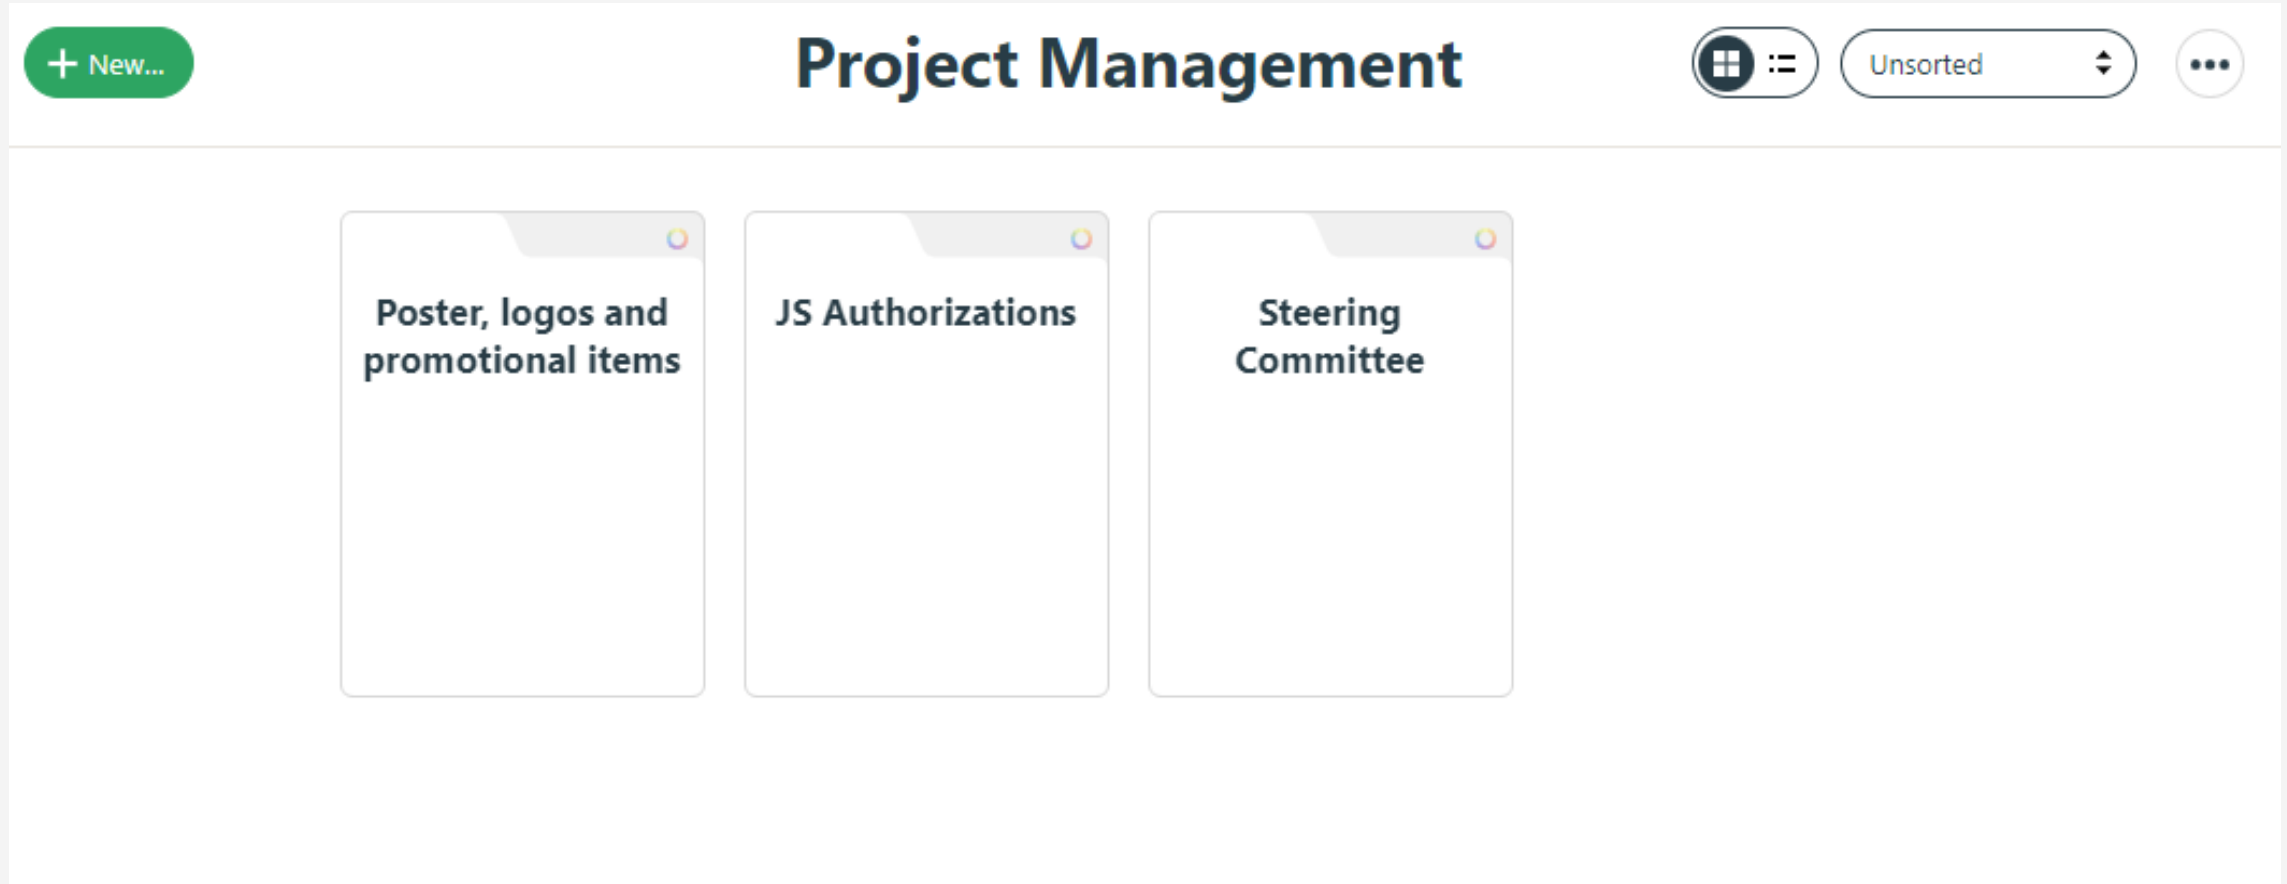 New...
Project Management
Unsorted
Poster, logos and
promotional items
JS Authorizations
Steering
Committee